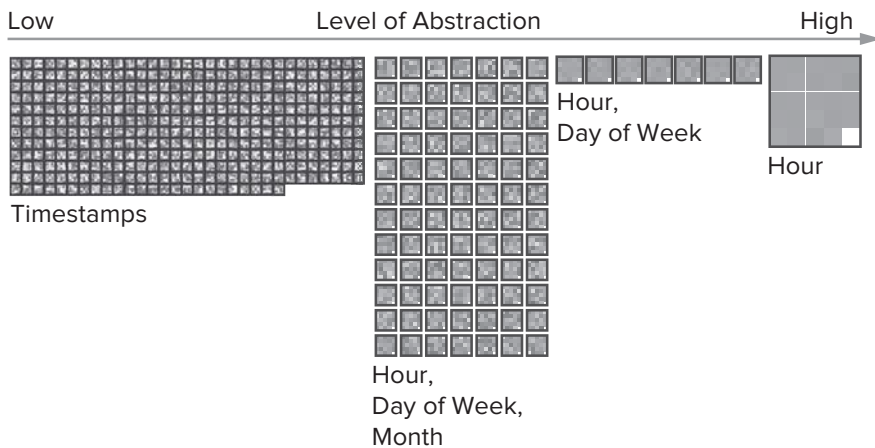 Low Level of Abstraction High
Timestamps
Hour,
Day of Week,
Month
Hour,
Day of Week
Hour